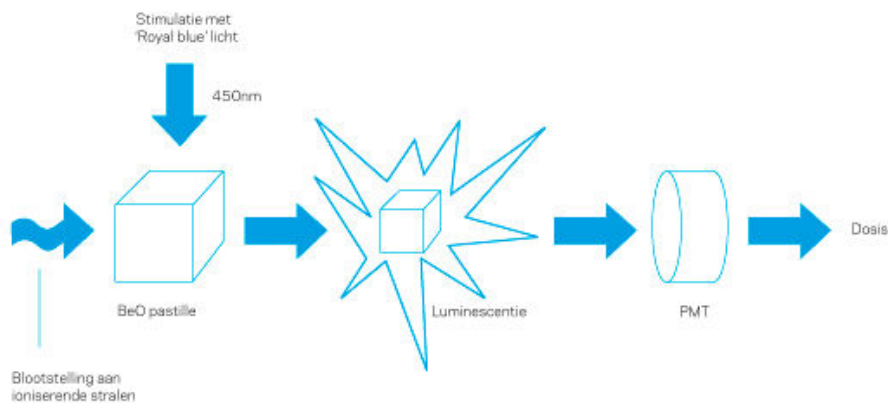 Stimulatie met
'Royal blue' licht
450nm
BeO pastille
Luminescentie
PMT
Dosis
Blootstelling aan
ioniserende stralen